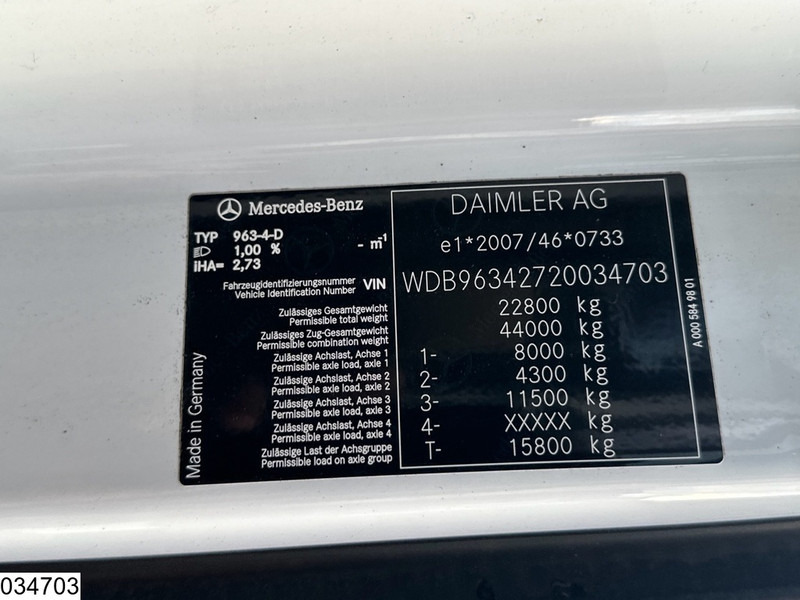 Mercedes-Benz
TYP 963-4-D
1,00 % - m-1
iHA= 2,73
Fahrzeugidentifizierungsnummer
Vehicle Identification Number VIN
Zulässiges Gesamtgewicht
Permissible total weight
Zulässiges Zug-Gesamtgewicht
Permissible combination weight
Zulässige Achslast, Achse 1
Permissible axle load, axle 1
Zulässige Achslast, Achse 2
Permissible axle load, axle 2
Zulässige Achslast, Achse 3
Permissible axle load, axle 3
Zulässige Achslast, Achse 4
Permissible axle load, axle 4
Zulässige Last der Achsgruppe
Permissible load on axle group
Made in Germany
DAIMLER AG
e1*2007/46*0733
WDB96342720034703
22800 kg
44000 kg
1- 8000 kg
2- 4300 kg
3- 11500 kg
4- XXXXX kg
T- 15800 kg
A 000 584 98 01
034703